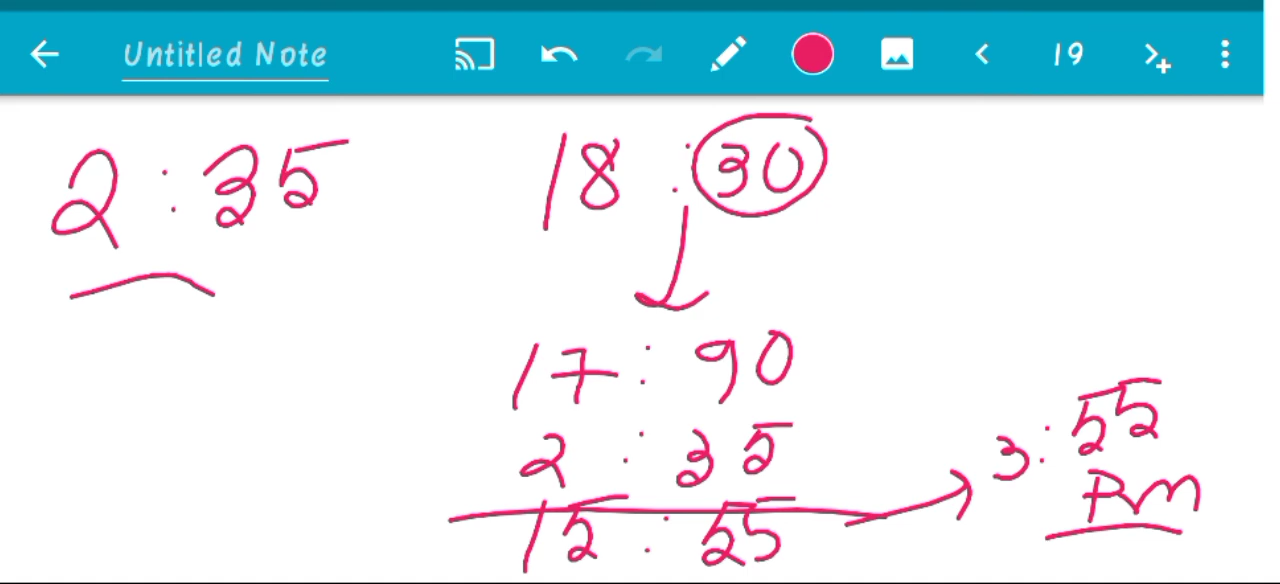 Untitled Note 19
2 : 35
18 : 30
17 : 90
2 : 35
15 : 55
3 : 55
PM